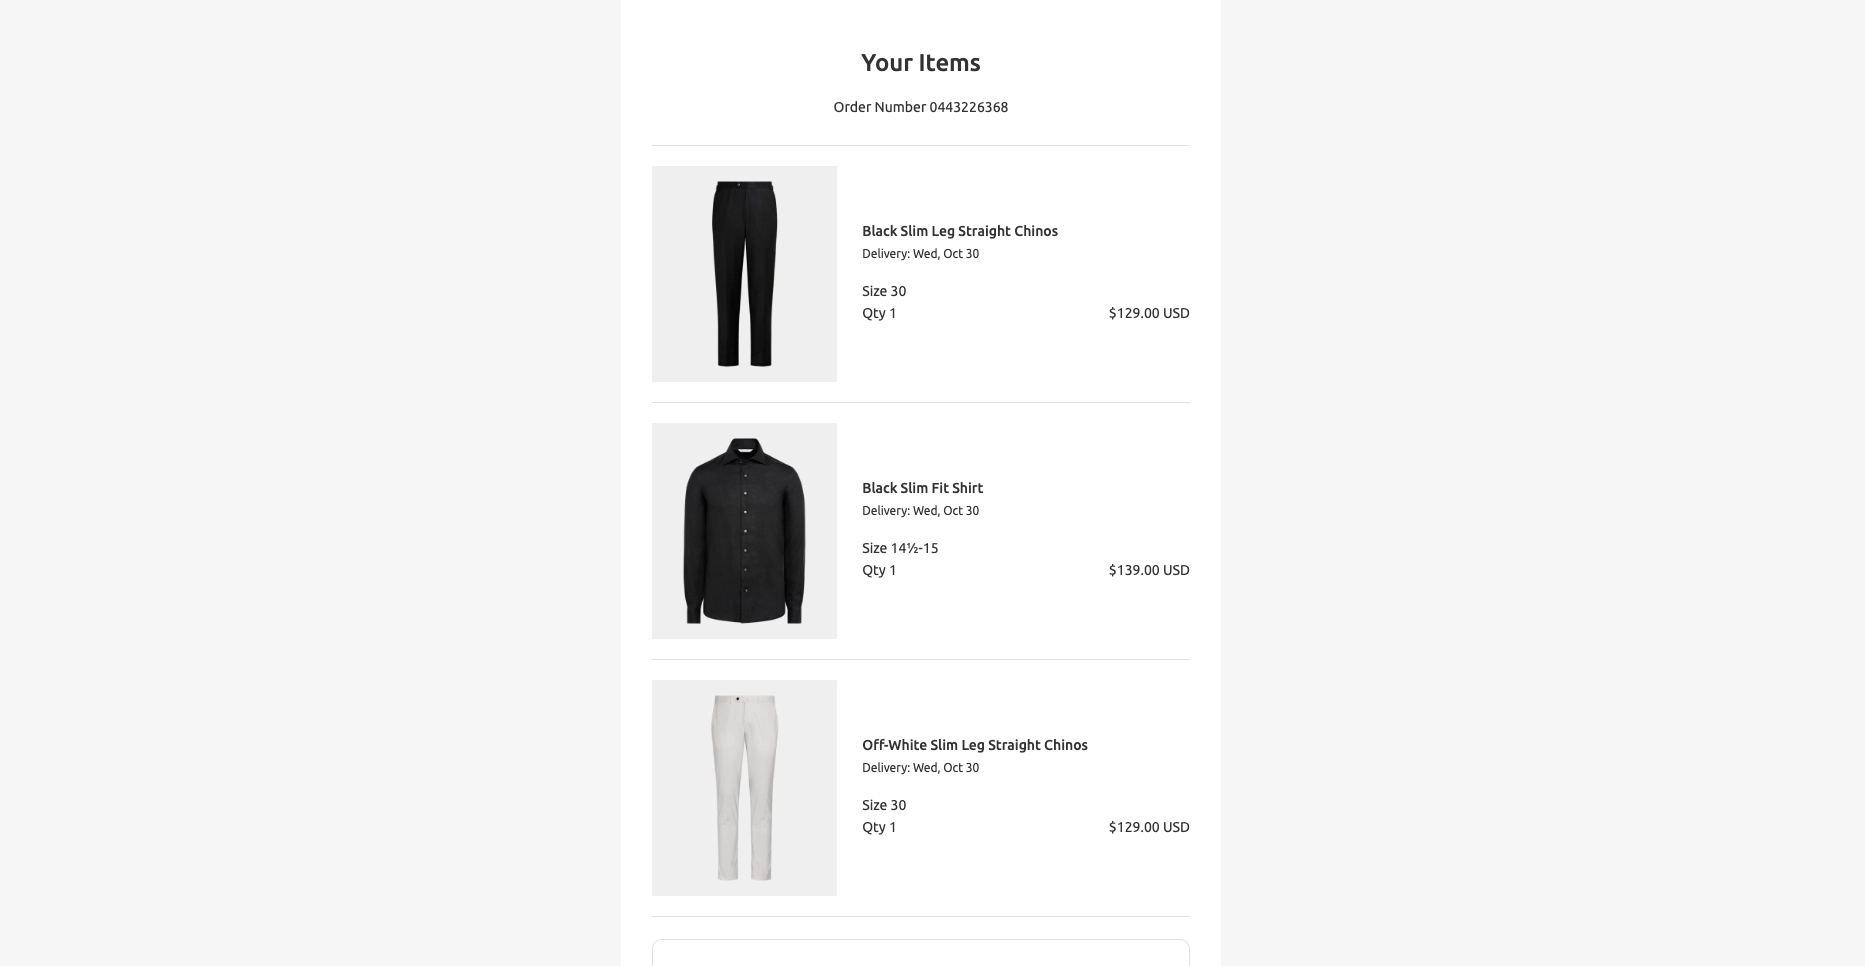 Your Items
Order Number 0443226368
Black Slim Leg Straight Chinos
Delivery: Wed, Oct 30
Size 30
Qty 1 $129.00 USD
Black Slim Fit Shirt
Delivery: Wed, Oct 30
Size 14½-15
Qty 1 $139.00 USD
Off-White Slim Leg Straight Chinos
Delivery: Wed, Oct 30
Size 30
Qty 1 $129.00 USD